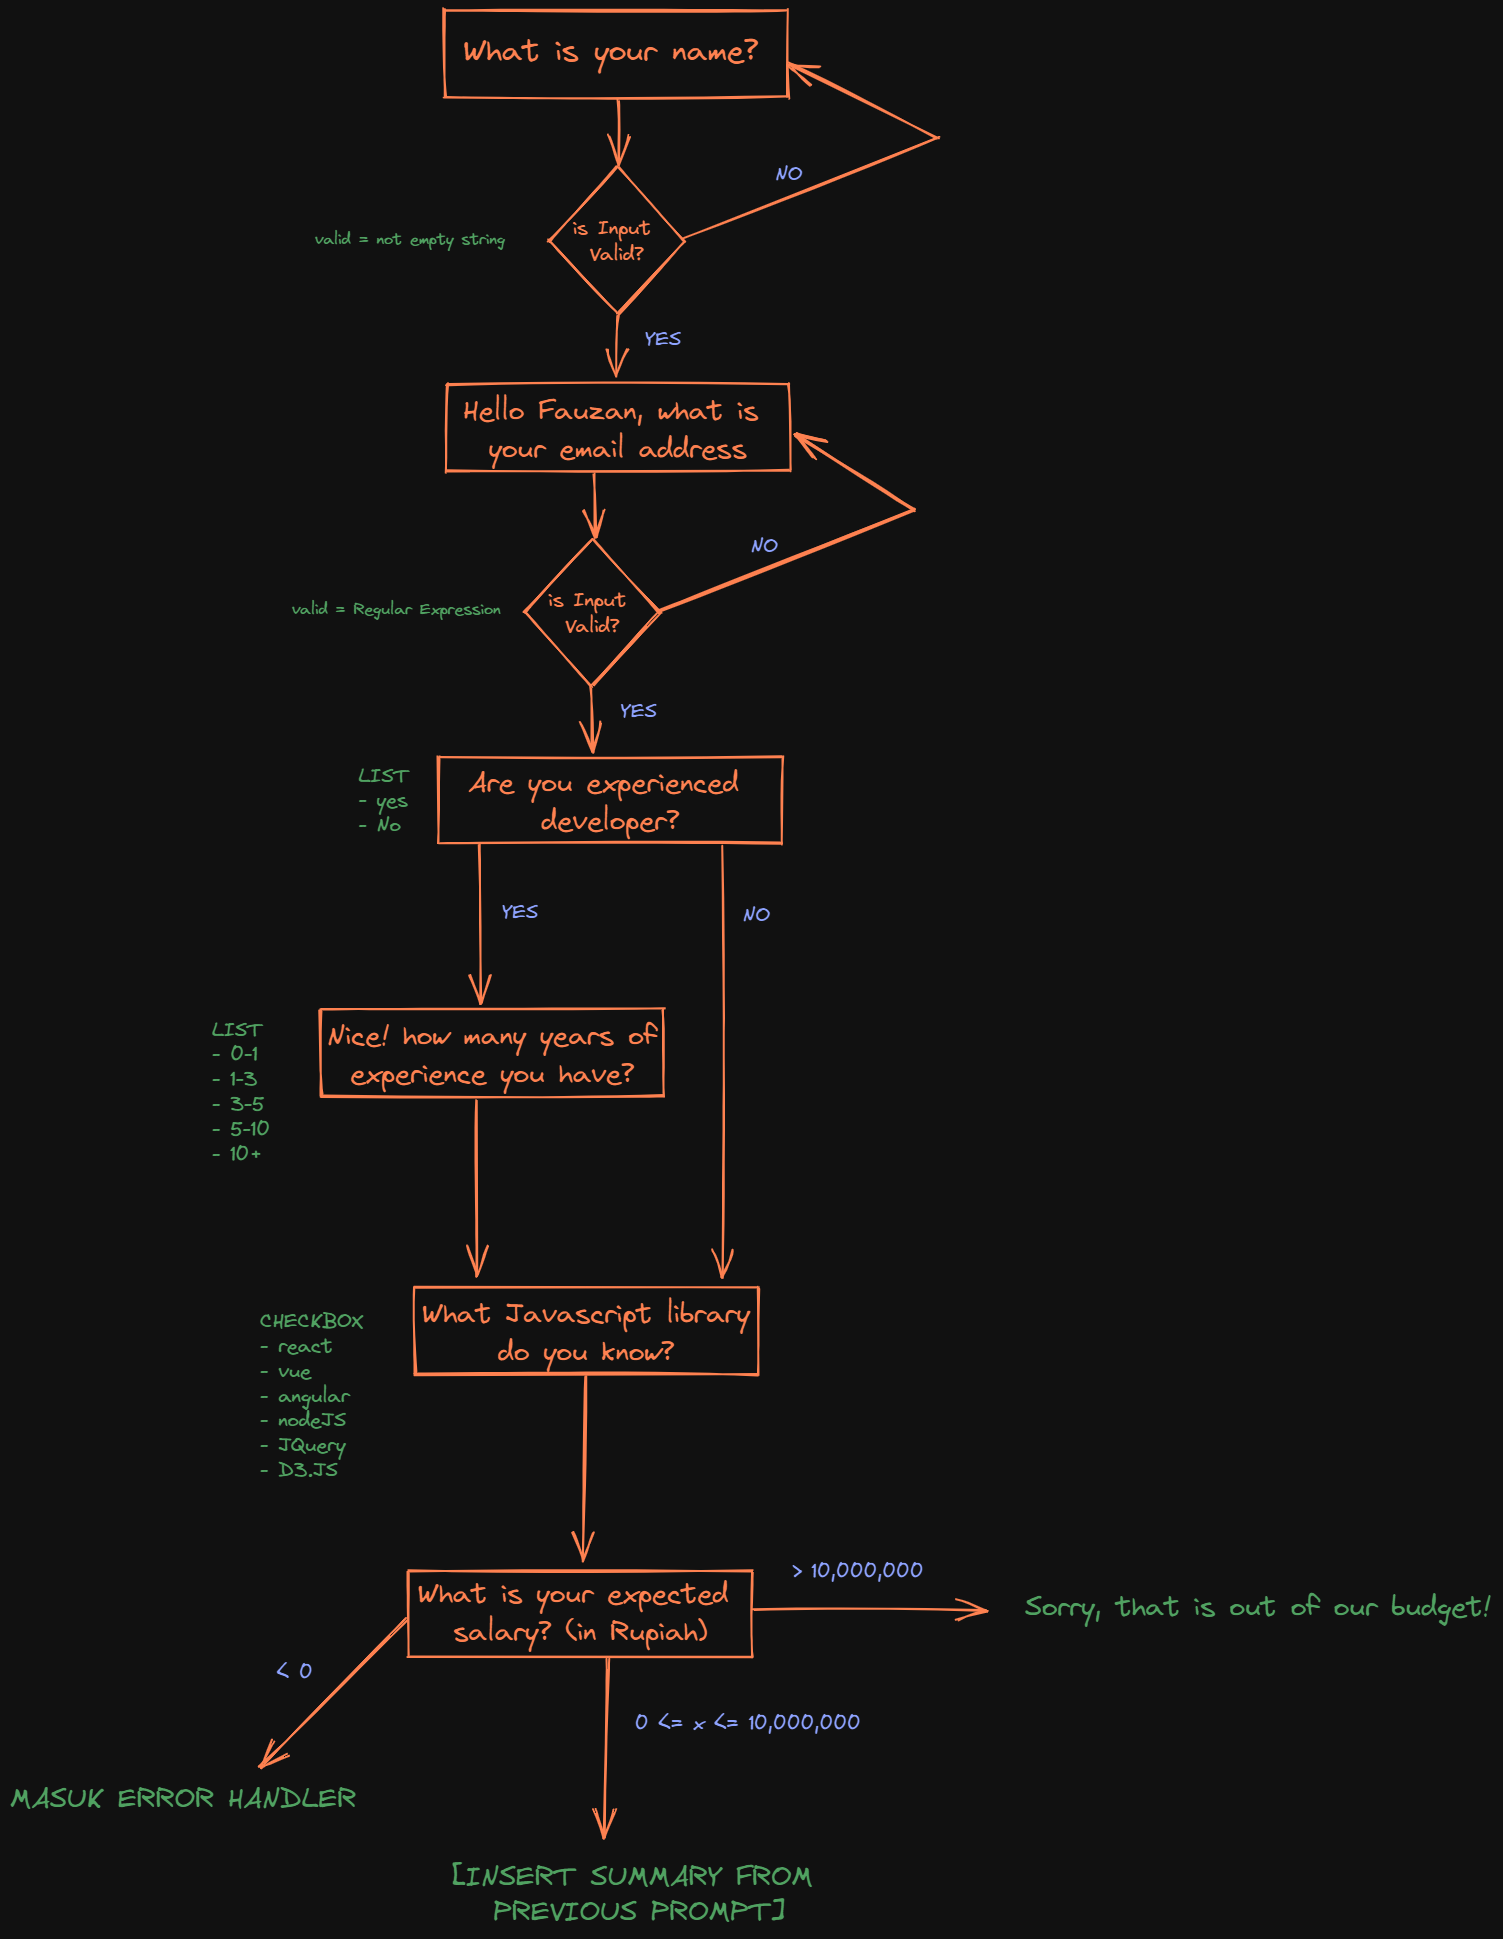 What is your name?
NO
is Input
Valid?
valid = not empty string
YES
Hello Fauzan, what is
your email address
NO
is Input
Valid?
valid = Regular Expression
YES
LIST
- yes
- No
Are you experienced
developer?
YES
NO
LIST
- 0-1
- 1-3
- 3-5
- 5-10
- 10+
Nice! how many years of
experience you have?
What Javascript library
do you know?
CHECKBOX
- react
- vue
- angular
- nodeJS
- JQuery
- D3.JS
What is your expected
salary? (in Rupiah)
> 10,000,000
Sorry, that is out of our budget!
< 0
0 <= x <= 10,000,000
MASUK ERROR HANDLER
[INSERT SUMMARY FROM
PREVIOUS PROMPT]